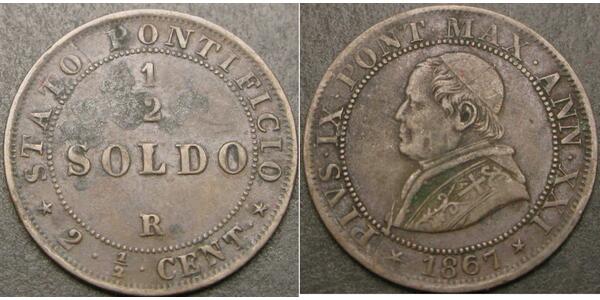 STATO PONTIFICIO
1/2
SOLDO
R
* 2 · 1/2 · CENT. *
PIVS · IX PONT MAX · ANN · XXI
* 1867 *